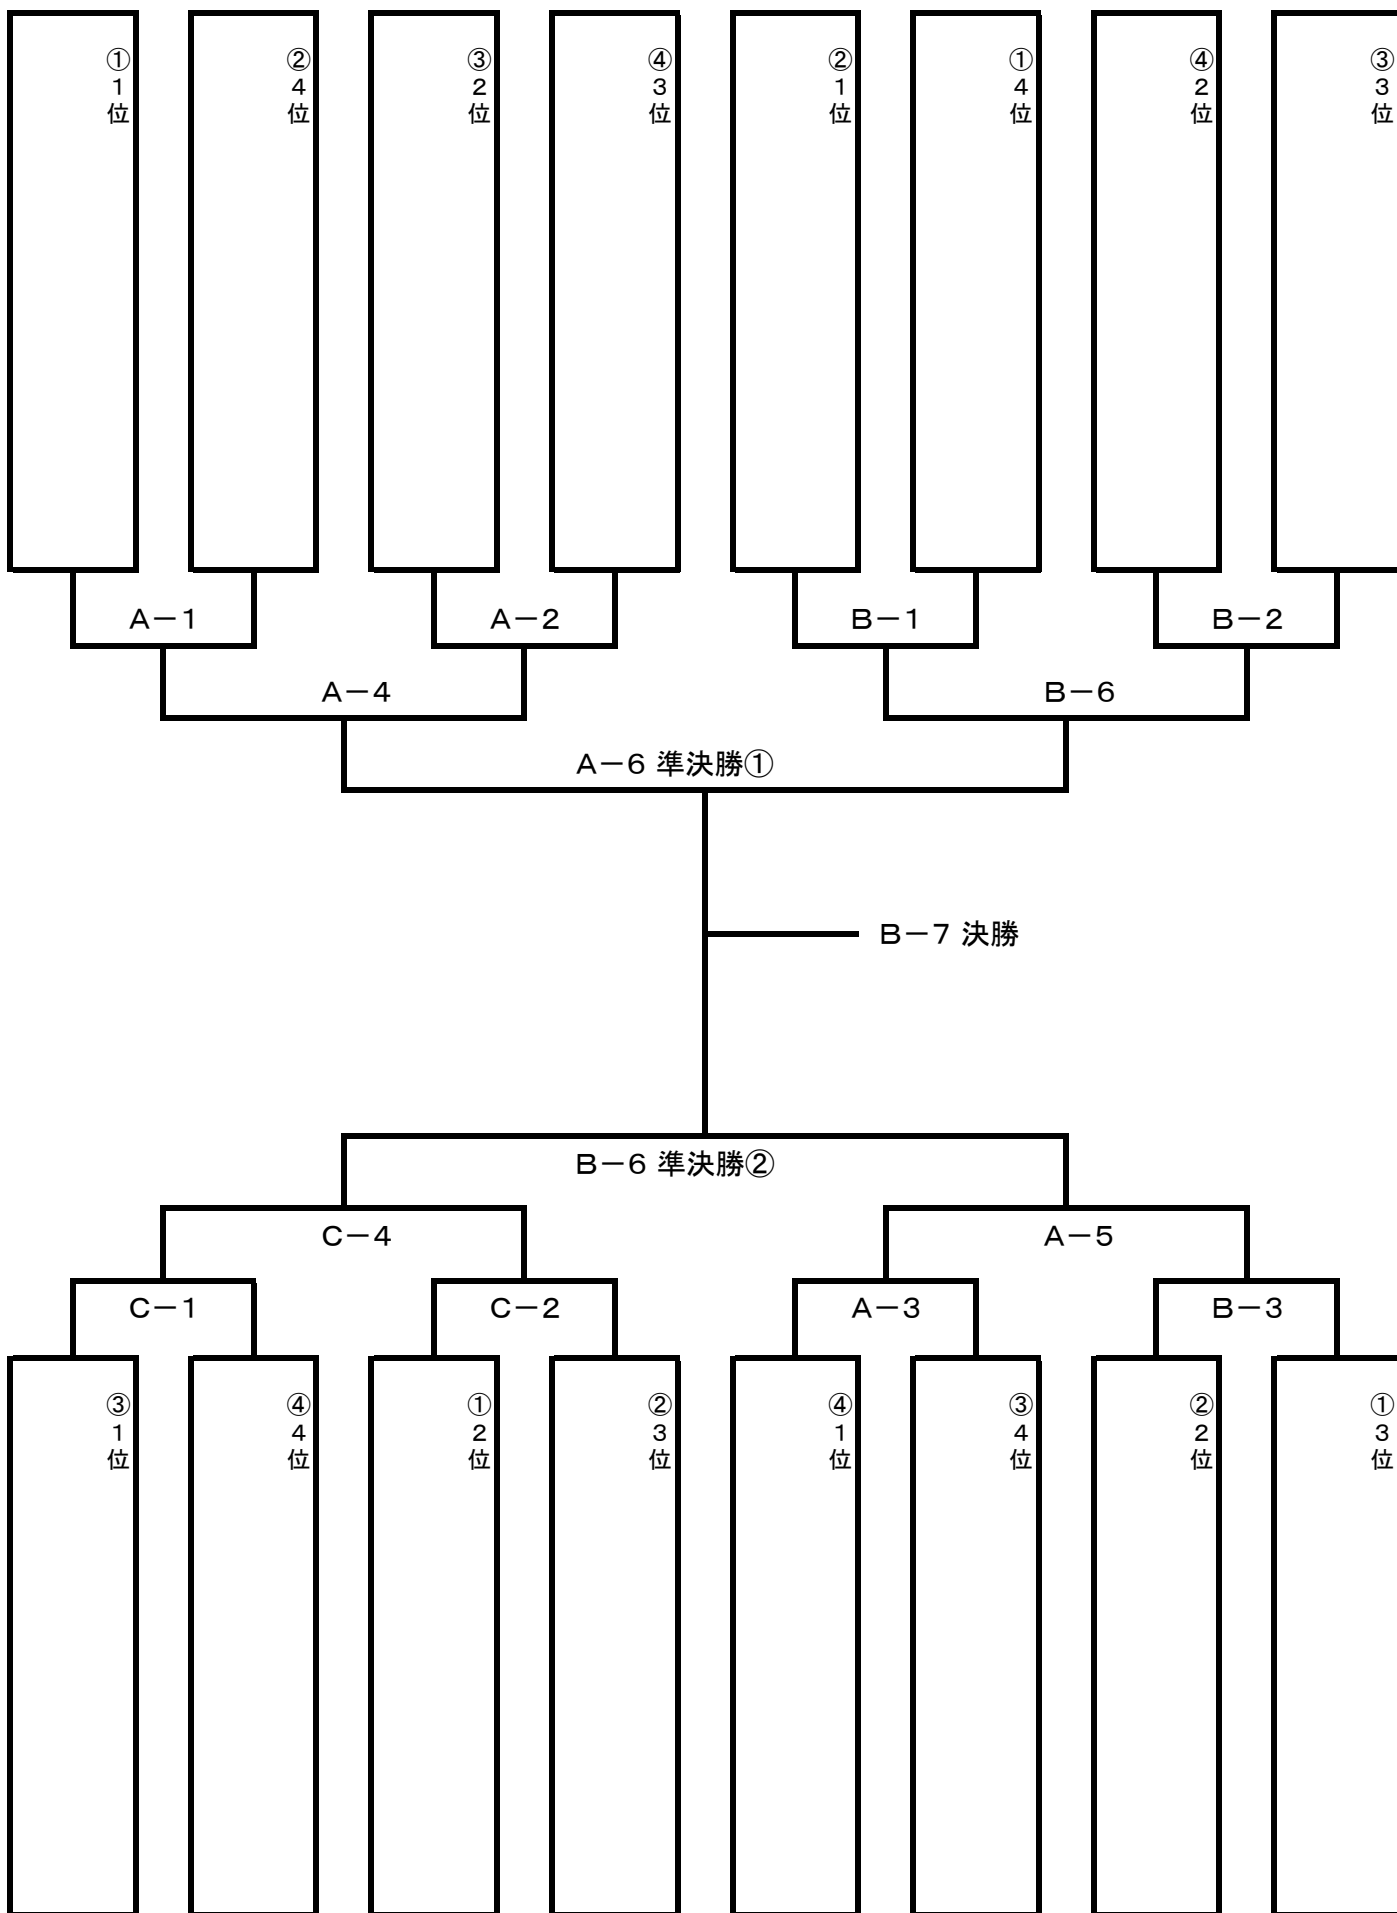 ①1位
②4位
③2位
④3位
②1位
①4位
④2位
③3位
A－1
A－2
B－1
B－2
A－4
B－6
A－6 準決勝①
B－7 決勝
B－6 準決勝②
C－4
A－5
C－1
C－2
A－3
B－3
③1位
④4位
①2位
②3位
④1位
③4位
②2位
①3位